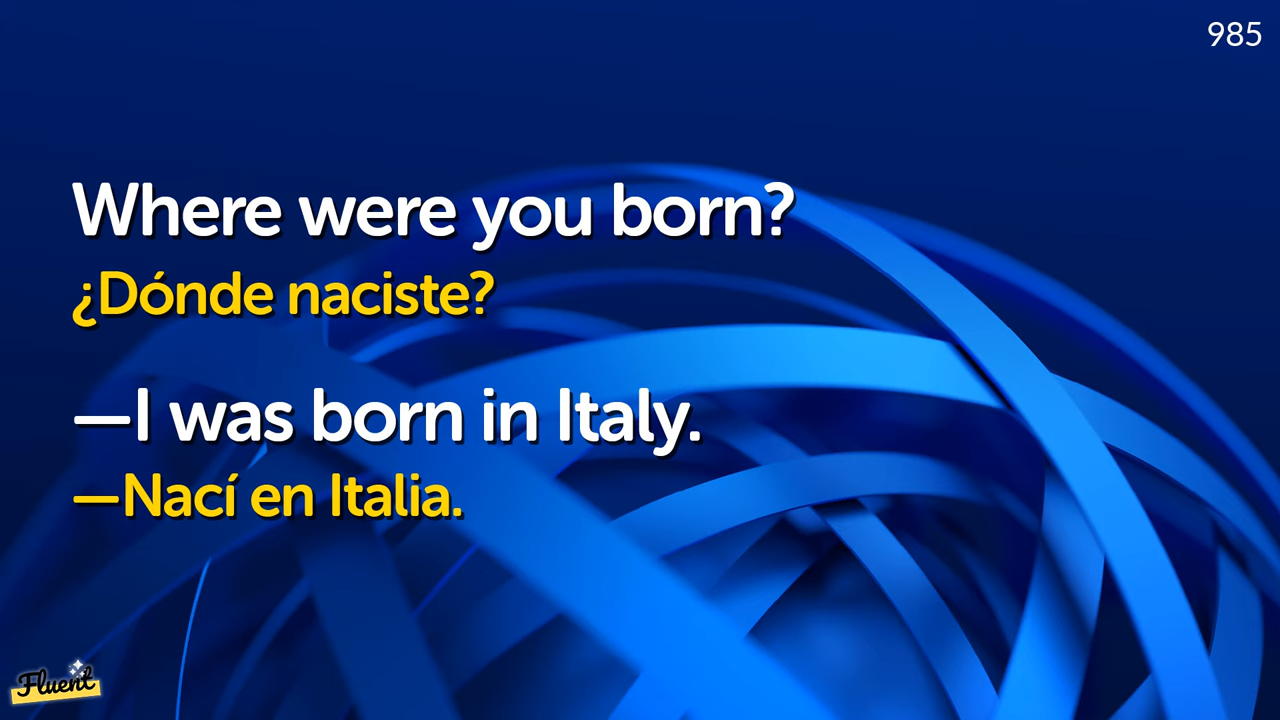 985
Where were you born?
¿Dónde naciste?
—I was born in Italy.
—Nací en Italia.
Fluent